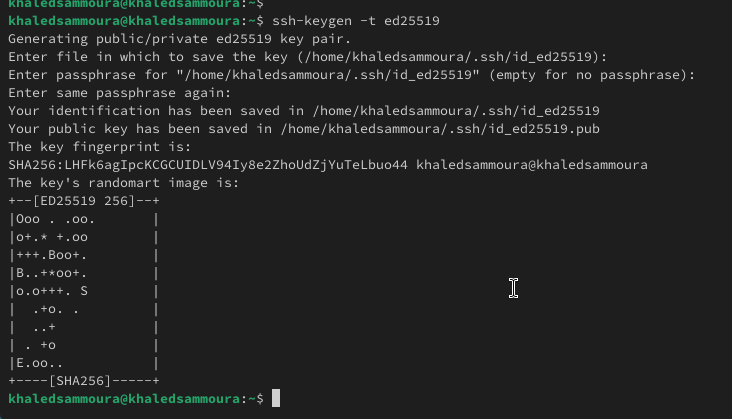 khaledsammoura@khaledsammoura:~$
khaledsammoura@khaledsammoura:~$ ssh-keygen -t ed25519
Generating public/private ed25519 key pair.
Enter file in which to save the key (/home/khaledsammoura/.ssh/id_ed25519):
Enter passphrase for "/home/khaledsammoura/.ssh/id_ed25519" (empty for no passphrase):
Enter same passphrase again:
Your identification has been saved in /home/khaledsammoura/.ssh/id_ed25519
Your public key has been saved in /home/khaledsammoura/.ssh/id_ed25519.pub
The key fingerprint is:
SHA256:LHFk6agIpcKCGCUIDLV94Iy8e2ZhoUdZjYuTeLbuo44 khaledsammoura@khaledsammoura
The key's randomart image is:
+--[ED25519 256]--+
|Ooo . .oo.       |
|o+.* +.oo        |
|+++.Boo+.        |
|B..+*oo+.        |
|o.o+++. S        |
|  .+o. .         |
|  ..+            |
| . +o            |
|E.oo..           |
+----[SHA256]-----+
khaledsammoura@khaledsammoura:~$